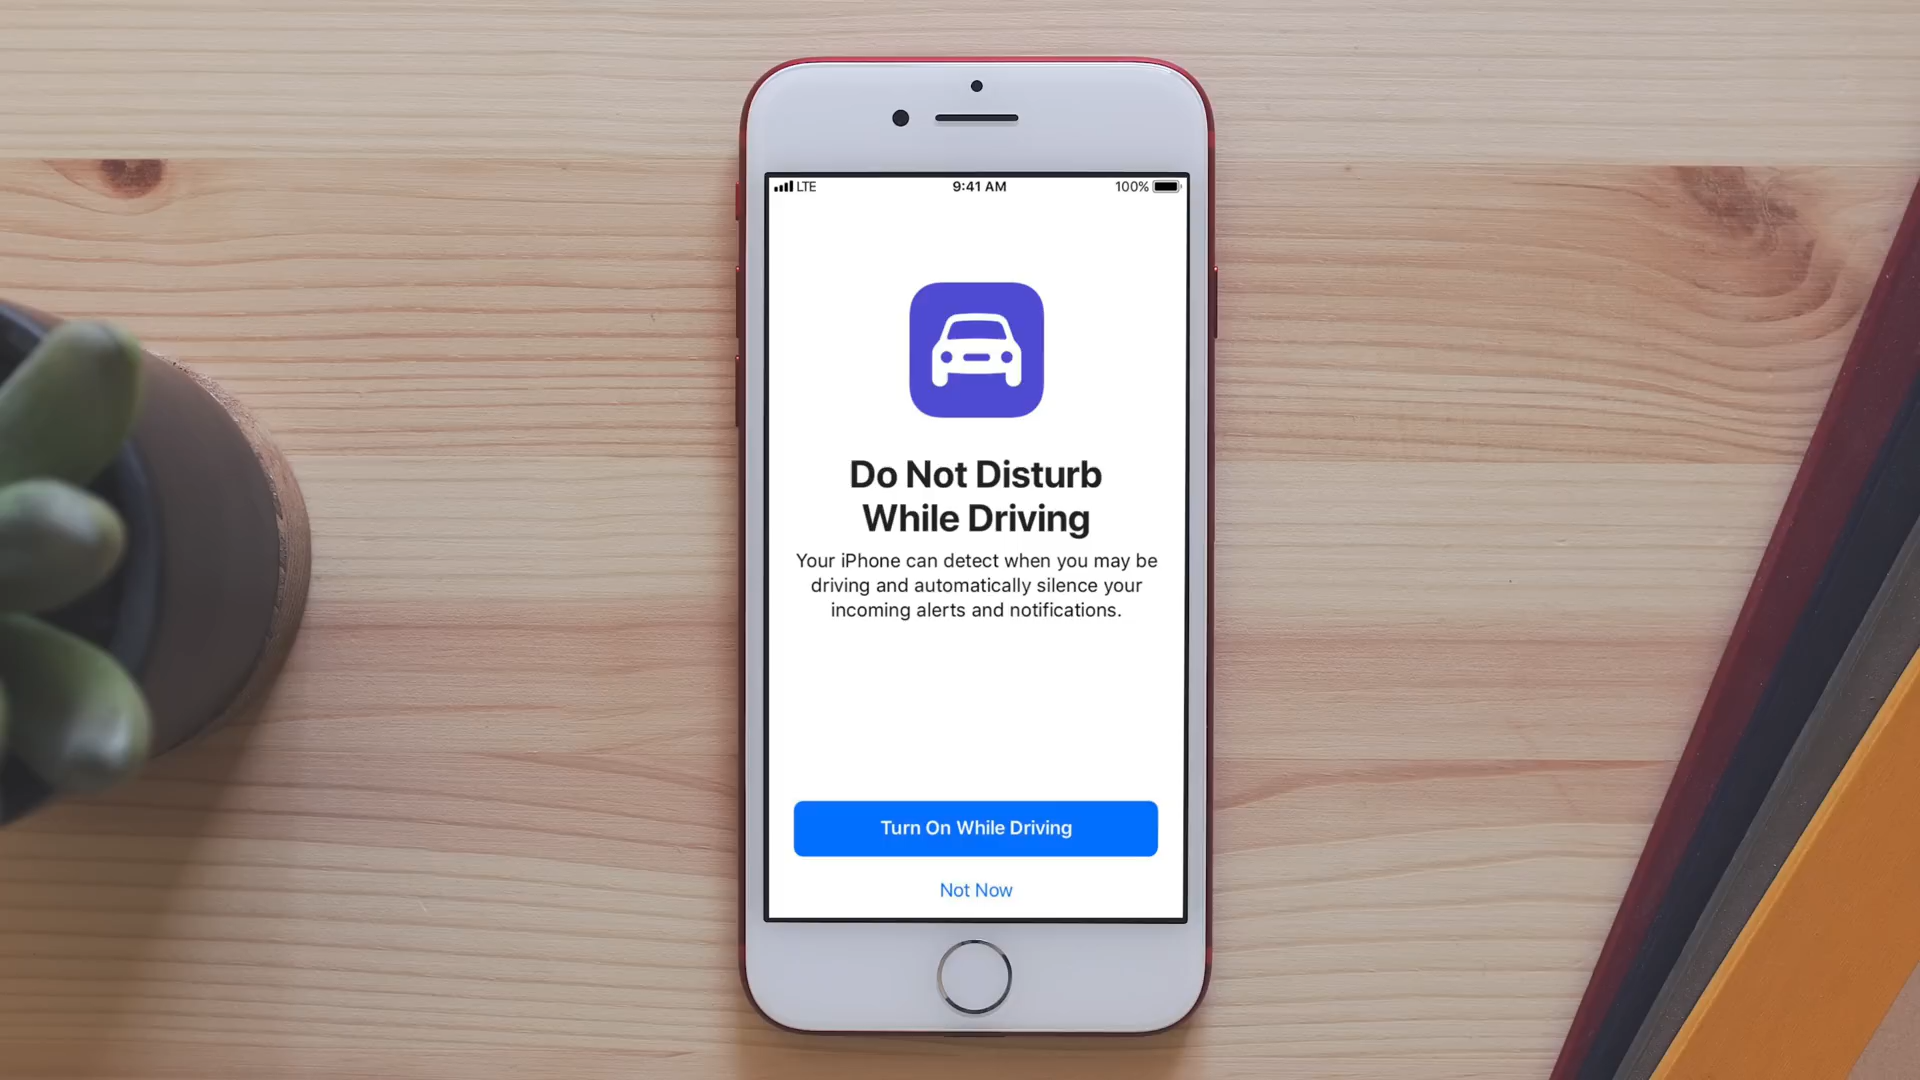 LTE 9:41 AM 100%
Do Not Disturb
While Driving
Your iPhone can detect when you may be
driving and automatically silence your
incoming alerts and notifications.
Turn On While Driving
Not Now